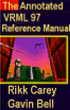 The Annotated
VRML 97
Reference Manual
Rikk Carey
Gavin Bell